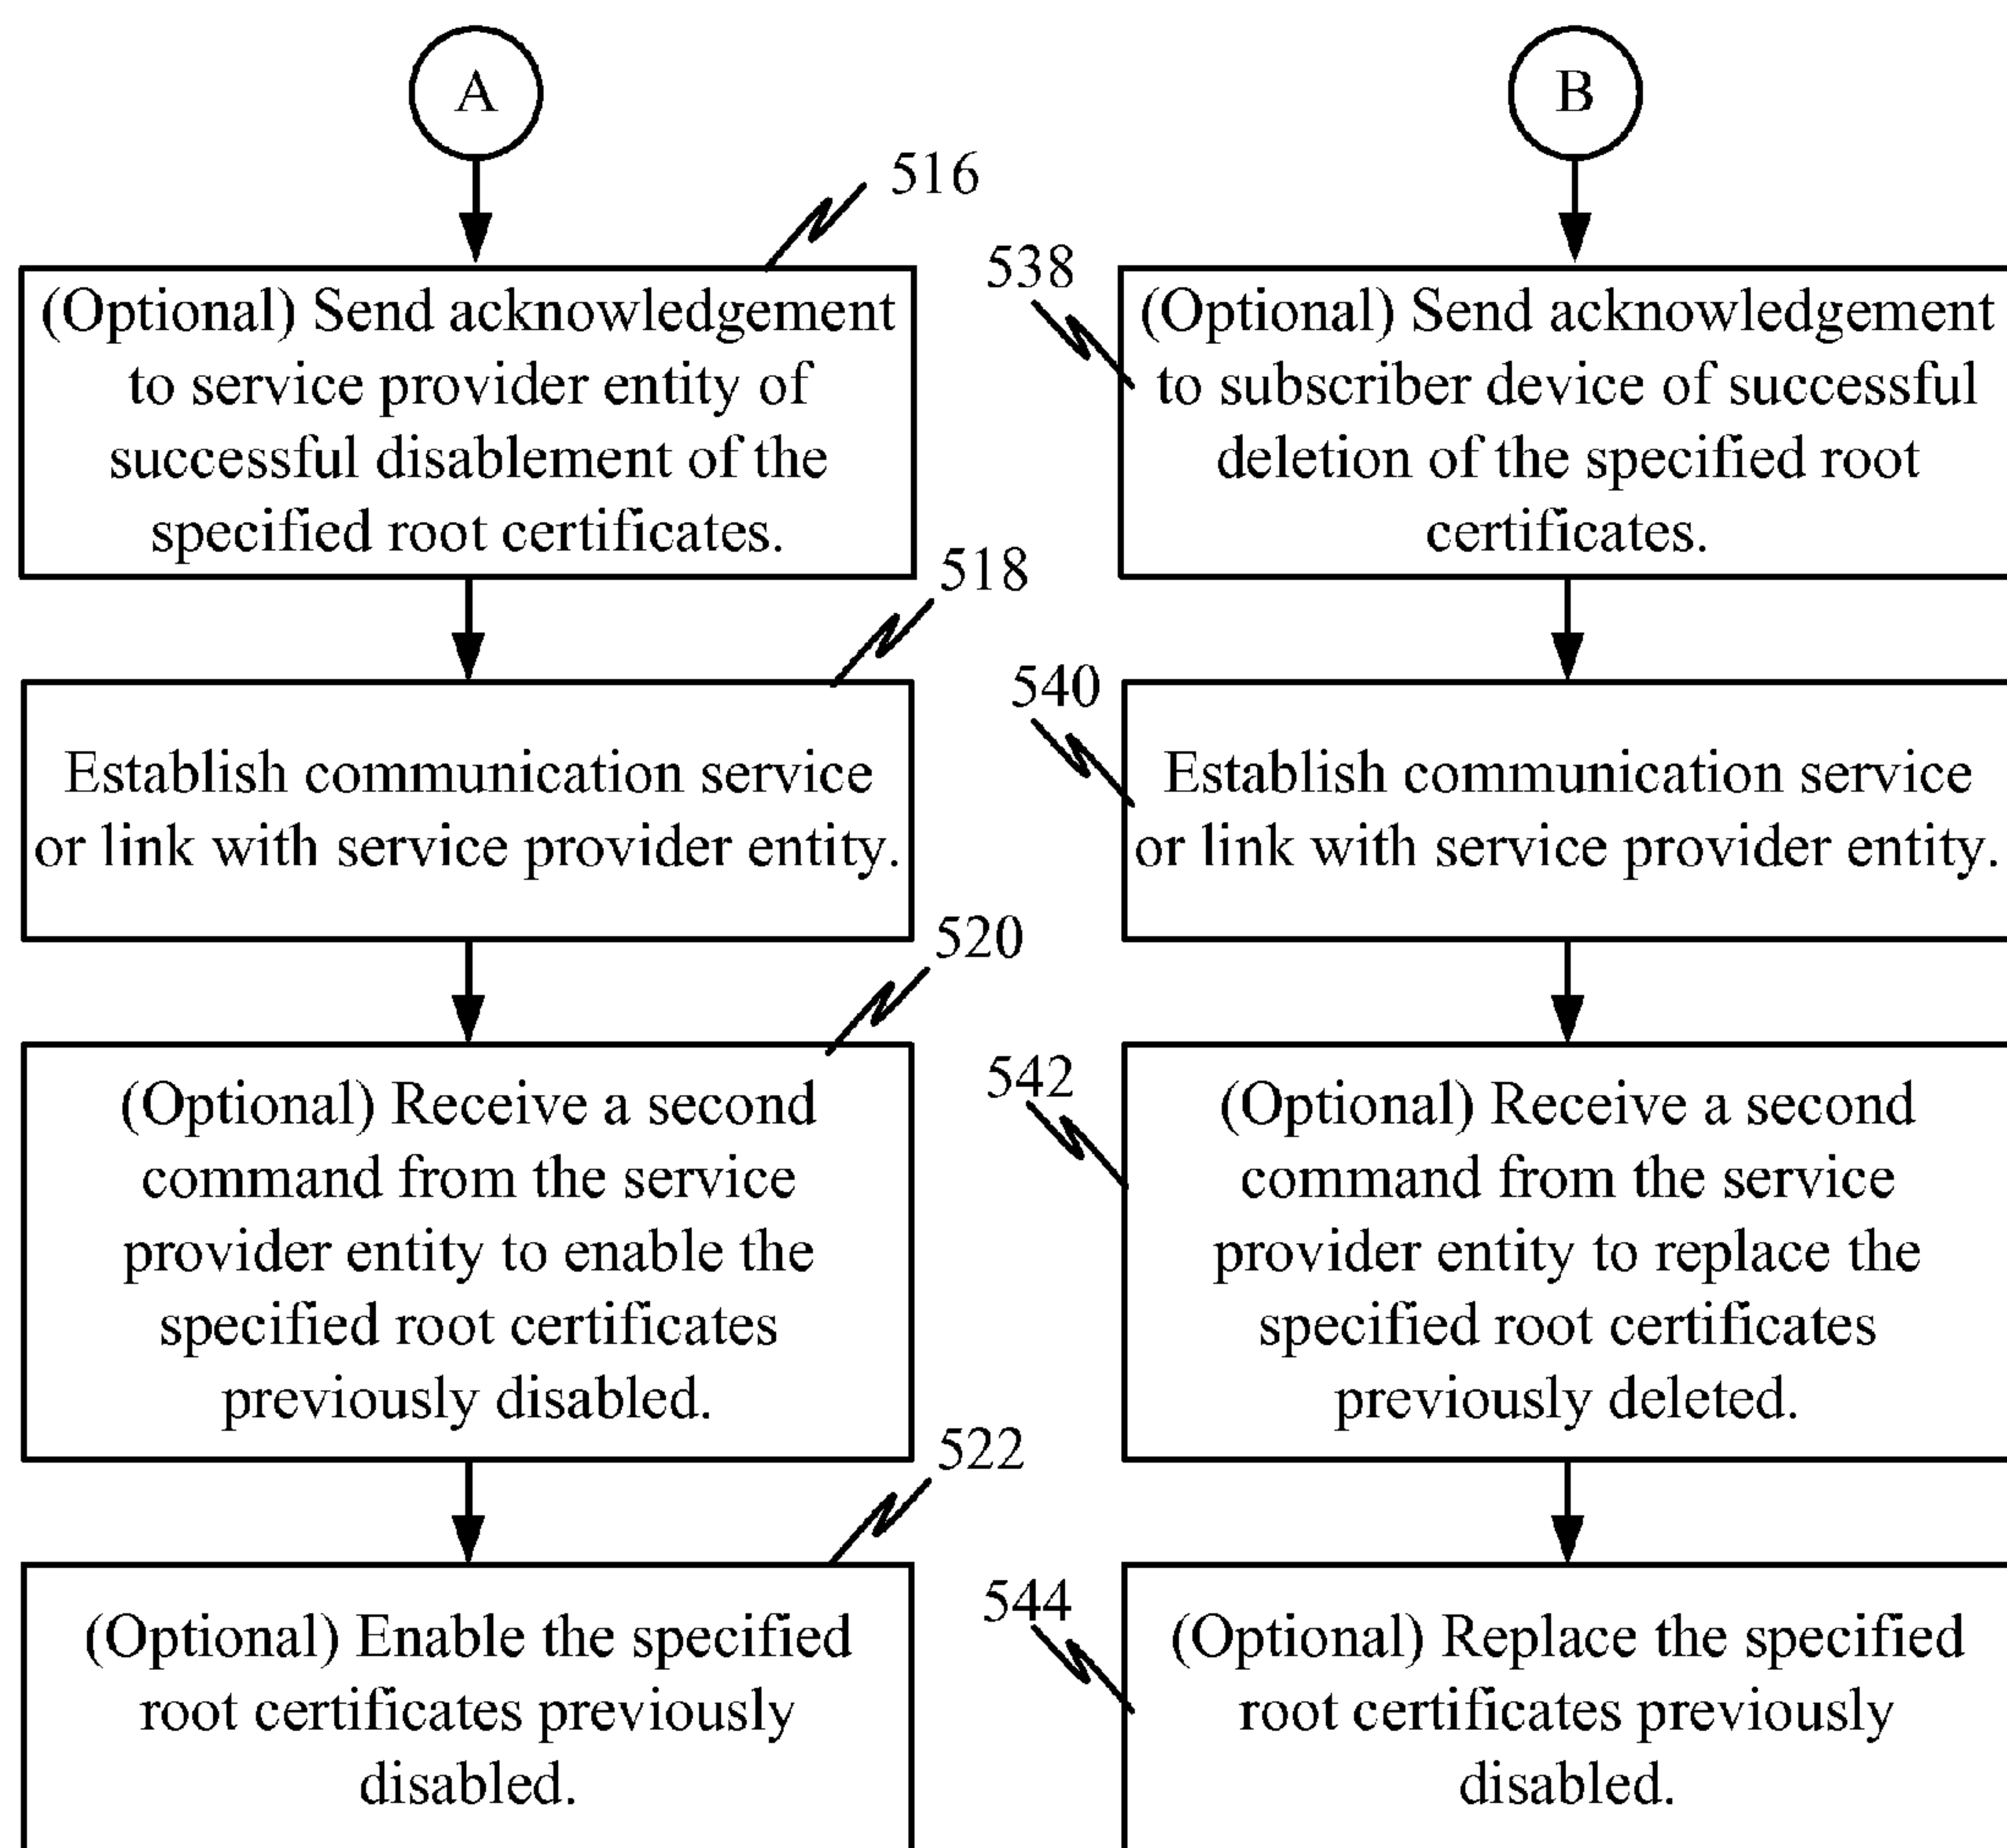 A
516
(Optional) Send acknowledgement
to service provider entity of
successful disablement of the
specified root certificates.
518
Establish communication service
or link with service provider entity.
520
(Optional) Receive a second
command from the service
provider entity to enable the
specified root certificates
previously disabled.
522
(Optional) Enable the specified
root certificates previously
disabled.
B
538
(Optional) Send acknowledgement
to subscriber device of successful
deletion of the specified root
certificates.
540
Establish communication service
or link with service provider entity.
542
(Optional) Receive a second
command from the service
provider entity to replace the
specified root certificates
previously deleted.
544
(Optional) Replace the specified
root certificates previously
disabled.